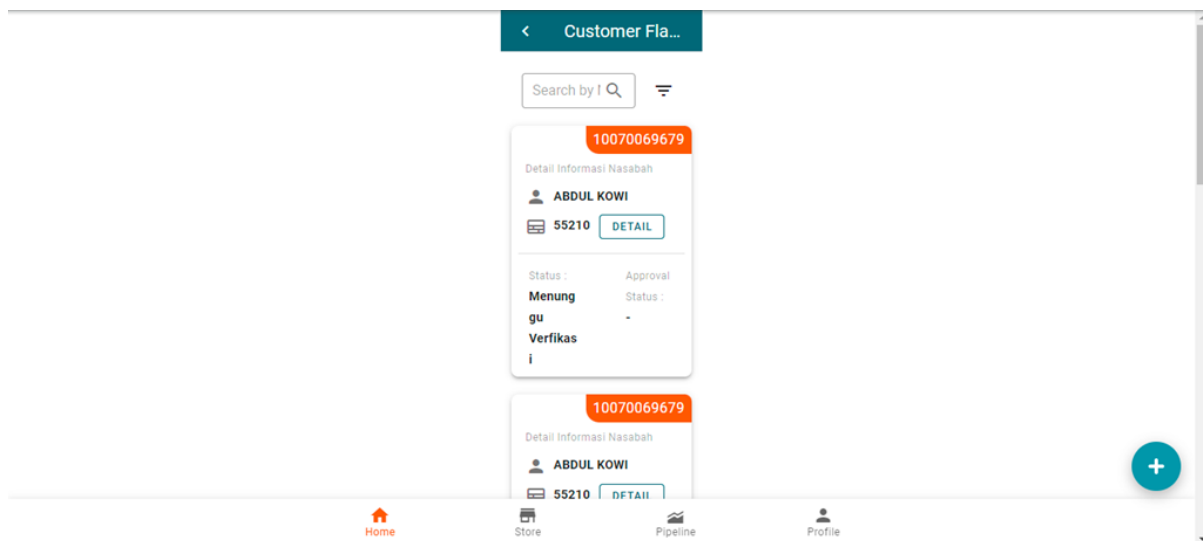 Customer Fla...
Search by
10070069679
Detail Informasi Nasabah
ABDUL KOWI
55210 DETAIL
Status :
Menung
gu
Verfikas
i
Approval
Status :
-
10070069679
Detail Informasi Nasabah
ABDUL KOWI
55210 DETAIL
+
Home
Store
Pipeline
Profile